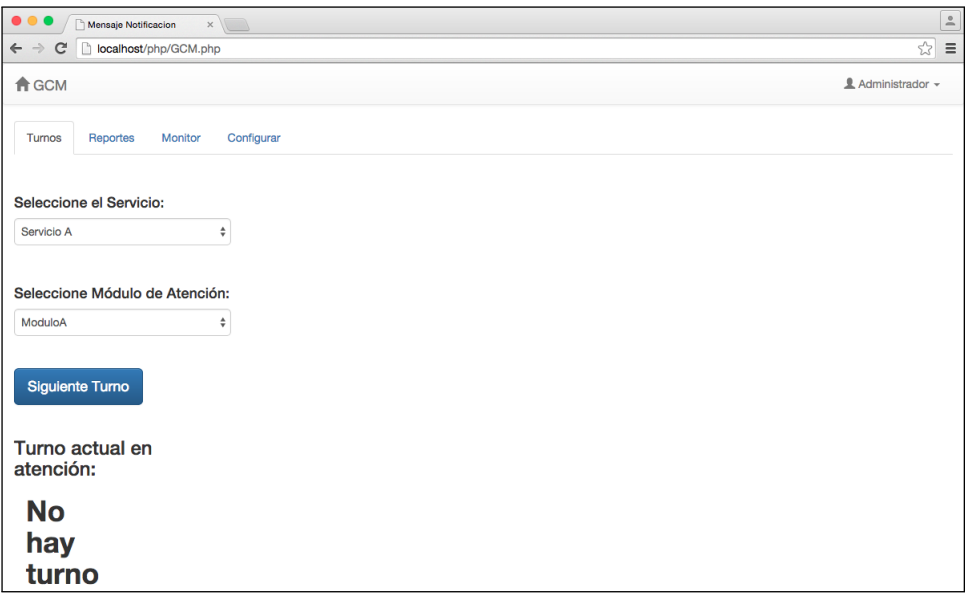 Mensaje Notificacion
localhost/php/GCM.php
GCM
Administrador
Turnos Reportes Monitor Configurar
Seleccione el Servicio:
Servicio A
Seleccione Módulo de Atención:
ModuloA
Siguiente Turno
Turno actual en
atención:
No
hay
turno